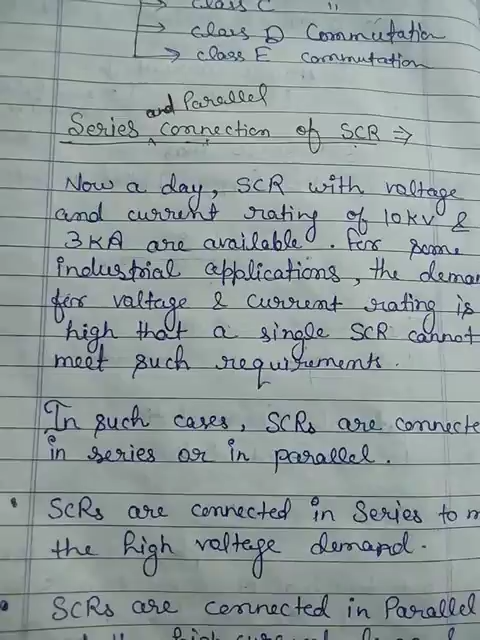 class C "
→ class D Commutation
→ class E commutation
and Parallel
Series connection of SCR ⇒
Now a day, SCR with voltage
and current rating of 10KV &
3KA are available. For some
industrial applications, the deman
for voltage & current rating is
high that a single SCR cannot
meet such requirements.
In such cases, SCRs are connecte
in series or in parallel.
• SCRs are connected in Series to m
the high voltage demand.
• SCRs are connected in Parallel
high current